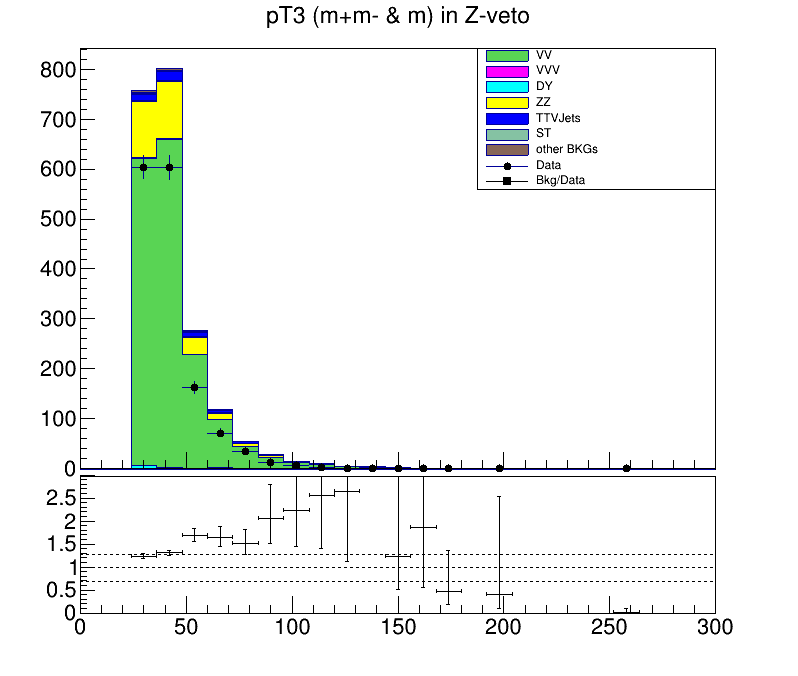 pT3 (m+m- & m) in Z-veto
800
700
600
500
400
300
200
100
0
VV
VVV
DY
ZZ
TTVJets
ST
other BKGs
Data
Bkg/Data
2.5
2
1.5
1
0.5
0
0 50 100 150 200 250 300